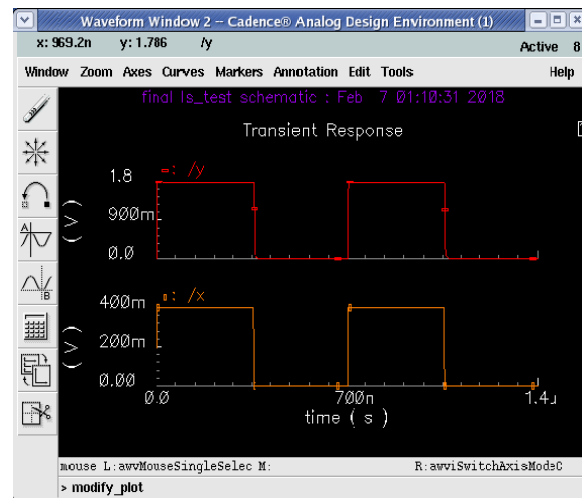 Waveform Window 2 – Cadence® Analog Design Environment (1)
x: 969.2n y: 1.786 /y
Active 8
Window Zoom Axes Curves Markers Annotation Edit Tools Help
final ls_test schematic : Feb 7 01:10:31 2018
Transient Response
: /y
1.8
900m
0.0
(V)
: /x
400m
200m
0.00
(V)
0.0 700n 1.4u
time ( s )
A
B
mouse L:awvMouseSingleSelec M: R:awviSwitchAxisModeC
> modify_plot